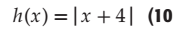 h(x) = |x + 4| (10